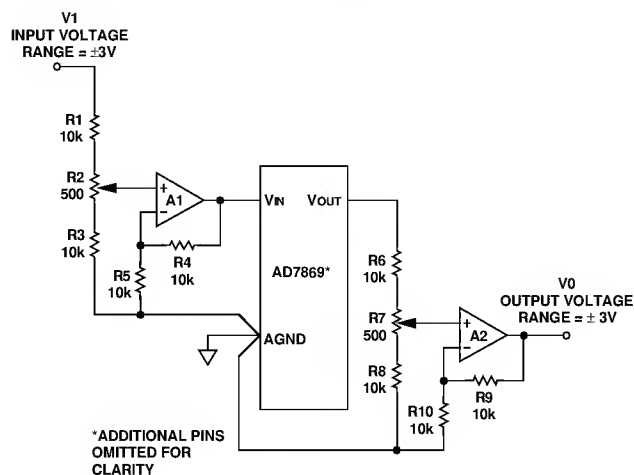 V1
INPUT VOLTAGE
RANGE = ±3V
R1
10k
R2
500
R3
10k
R5
10k
A1
+
–
R4
10k
VIN
VOUT
AD7869*
AGND
R6
10k
R7
500
R8
10k
R10
10k
A2
+
–
R9
10k
V0
OUTPUT VOLTAGE
RANGE = ± 3V
*ADDITIONAL PINS
OMITTED FOR
CLARITY